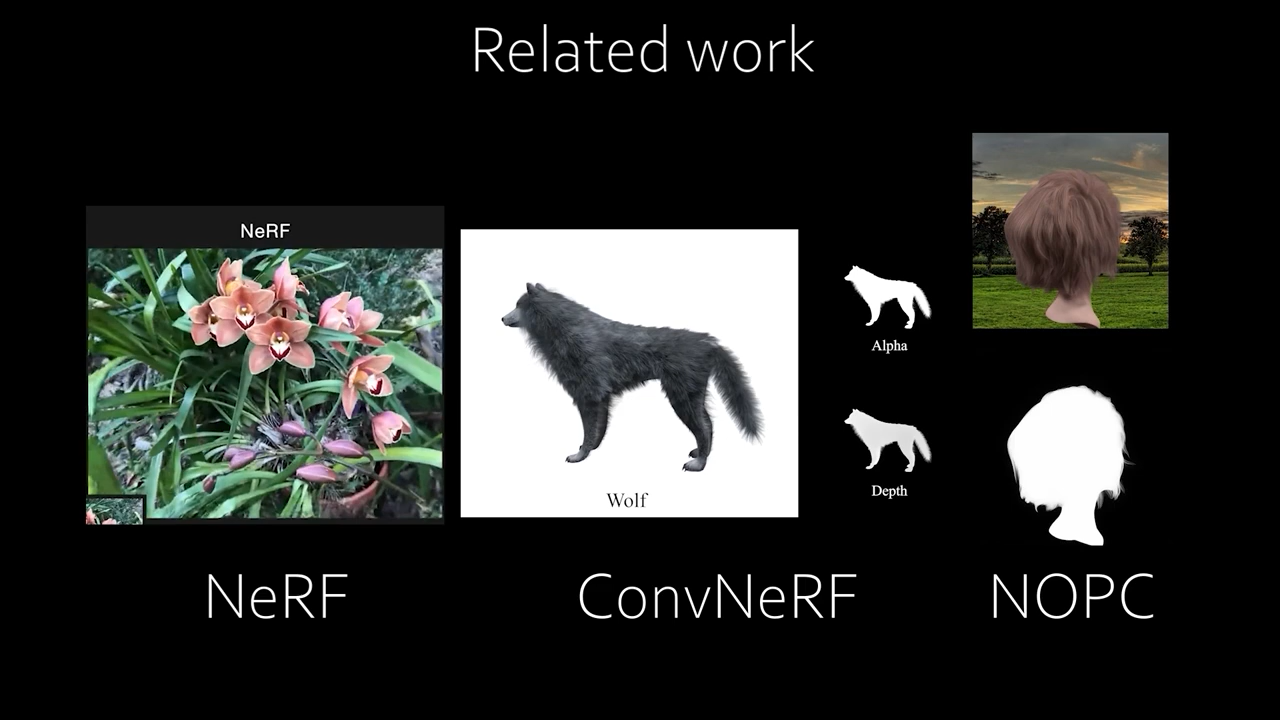 Related work
NeRF
Wolf
Alpha
Depth
NeRF
ConvNeRF
NOPC